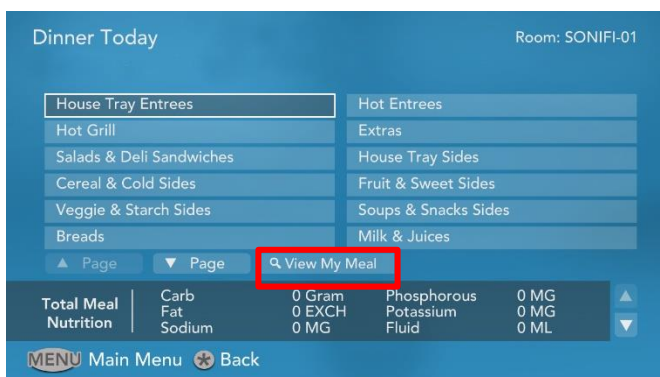 Dinner Today
Room: SONIFI-01
House Tray Entrees
Hot Entrees
Hot Grill
Extras
Salads & Deli Sandwiches
House Tray Sides
Cereal & Cold Sides
Fruit & Sweet Sides
Veggie & Starch Sides
Soups & Snacks Sides
Breads
Milk & Juices
▲ Page ▼ Page View My Meal
Total Meal Nutrition
Carb 0 Gram Phosphorous 0 MG
Fat 0 EXCH Potassium 0 MG
Sodium 0 MG Fluid 0 ML
MENU Main Menu * Back